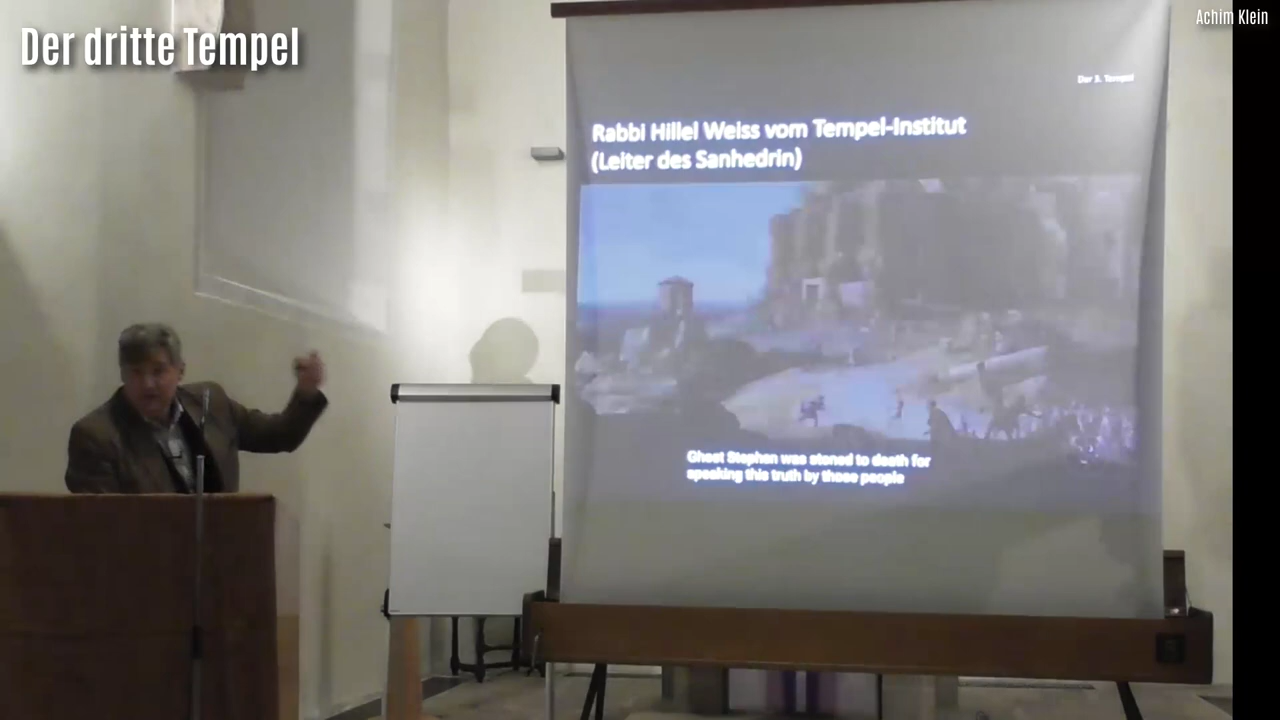 Der dritte Tempel
Achim Klein
Der 3. Tempel
Rabbi Hillel Weiss vom Tempel-Institut
(Leiter des Sanhedrin)
Ghost Stephen was stoned to death for
speaking this truth by those people